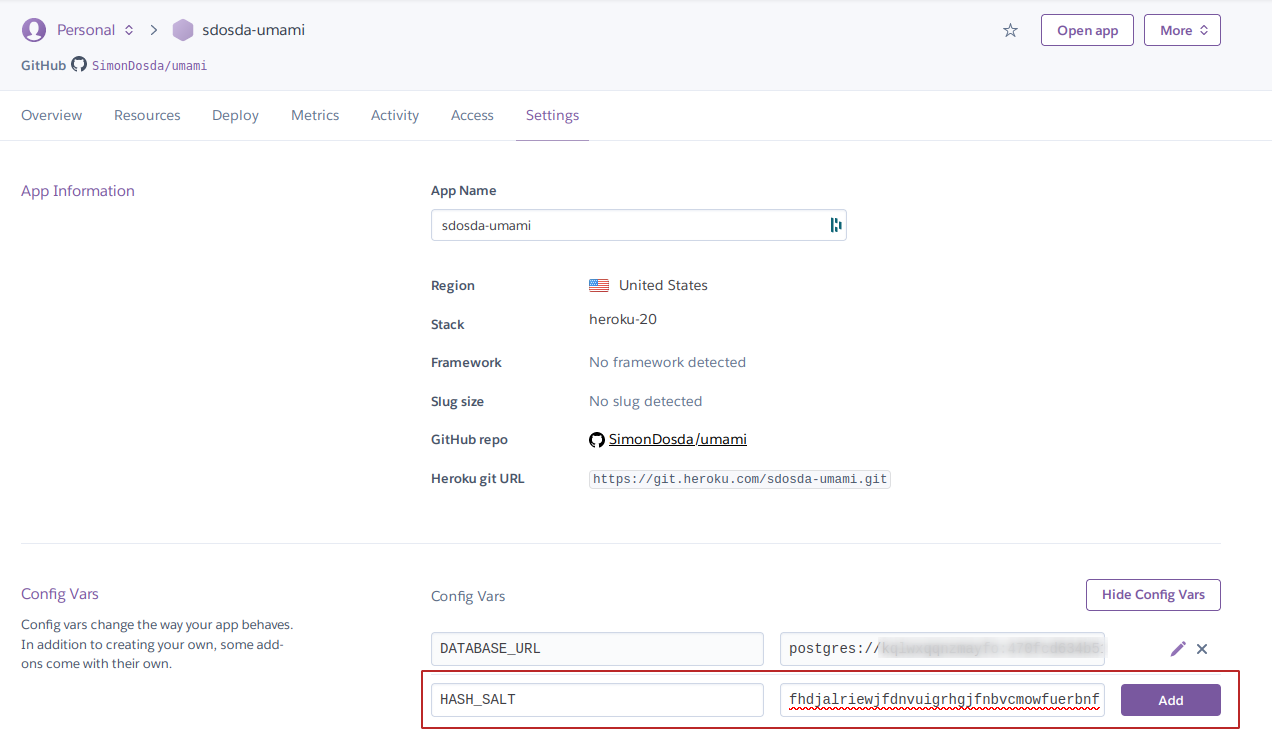 Personal sdosda-umami Open app More
GitHub SimonDosda/umami
Overview Resources Deploy Metrics Activity Access Settings
App Information
App Name
sdosda-umami
Region United States
Stack heroku-20
Framework No framework detected
Slug size No slug detected
GitHub repo SimonDosda/umami
Heroku git URL https://git.heroku.com/sdosda-umami.git
Config Vars
Config vars change the way your app behaves.
In addition to creating your own, some add-
ons come with their own.
Config Vars Hide Config Vars
DATABASE_URL postgres://
HASH_SALT fhdjalriewjfdnvuigrhgjfnbvcmowfuerbnf Add